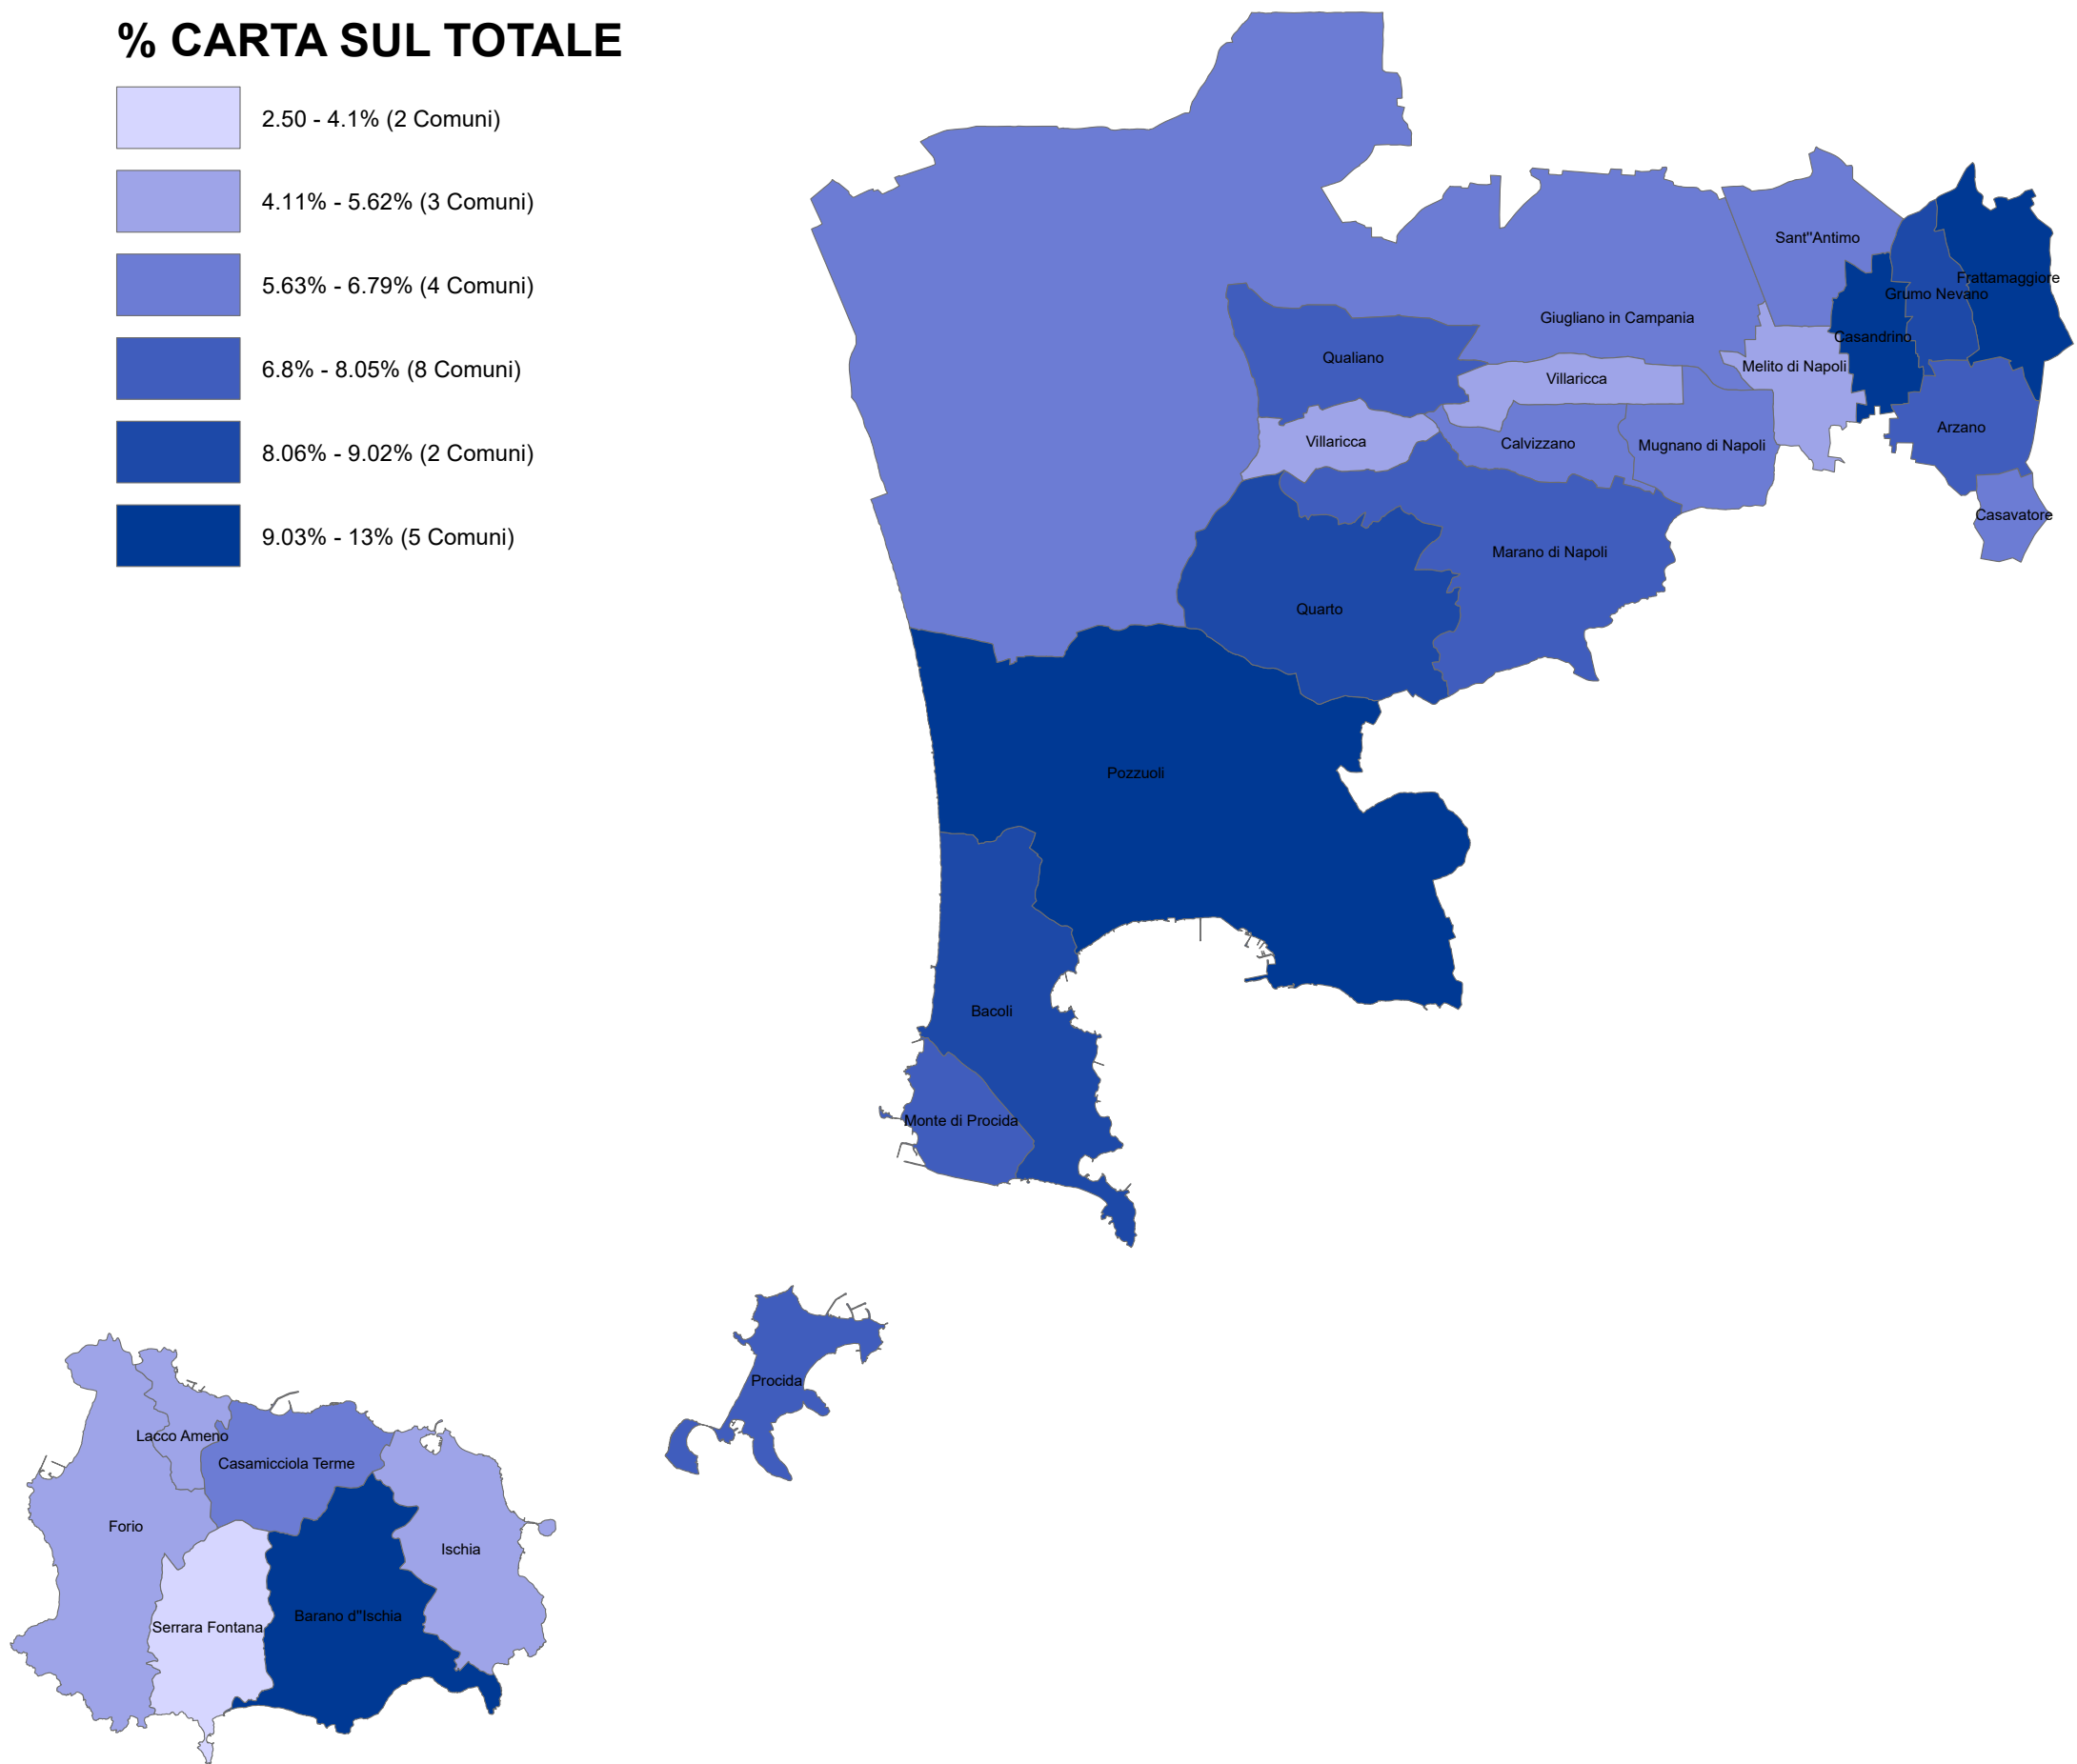 % CARTA SUL TOTALE
2.50 - 4.1% (2 Comuni)
4.11% - 5.62% (3 Comuni)
5.63% - 6.79% (4 Comuni)
6.8% - 8.05% (8 Comuni)
8.06% - 9.02% (2 Comuni)
9.03% - 13% (5 Comuni)
Sant''Antimo
Frattamaggiore
Grumo Nevano
Giugliano in Campania
Casandrino
Qualiano
Melito di Napoli
Villaricca
Arzano
Villaricca
Calvizzano
Mugnano di Napoli
Casavatore
Marano di Napoli
Quarto
Pozzuoli
Bacoli
Monte di Procida
Procida
Lacco Ameno
Casamicciola Terme
Forio
Ischia
Barano d''Ischia
Serrara Fontana